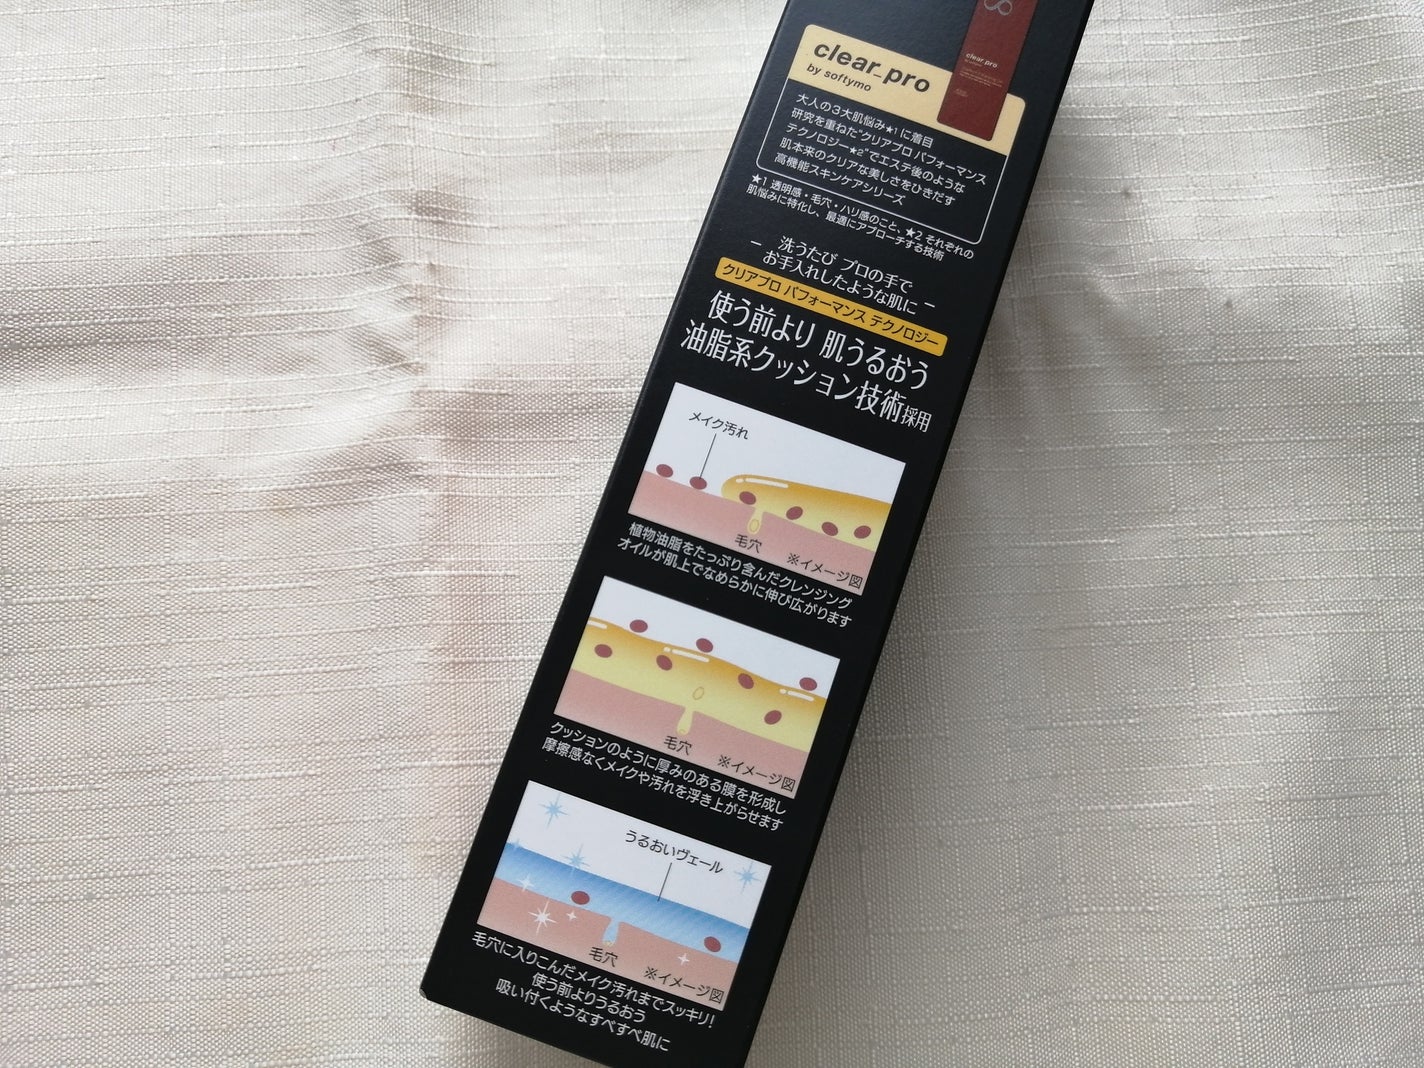 clear_pro
by softymo
clear pro
大人の3大肌悩み★1に着目
研究を重ねた"クリアプロ パフォーマンス
テクノロジー★2"でエステ後のような
肌本来のクリアな美しさをひきだす
高機能スキンケアシリーズ
★1 透明感・毛穴・ハリ感のこと、★2 それぞれの
肌悩みに特化し、最適にアプローチする技術
洗うたび プロの手で
お手入れしたような肌に
クリアプロ パフォーマンス テクノロジー
使う前より 肌うるおう
油脂系クッション技術採用
メイク汚れ
毛穴
※イメージ図
植物油脂をたっぷり含んだクレンジング
オイルが肌上でなめらかに伸び広がります
毛穴
※イメージ図
クッションのように厚みのある膜を形成し
摩擦感なくメイクや汚れを浮き上がらせます
うるおいヴェール
毛穴
※イメージ図
毛穴に入りこんだメイク汚れまでスッキリ!
使う前よりうるおう
吸い付くようなすべすべ肌に